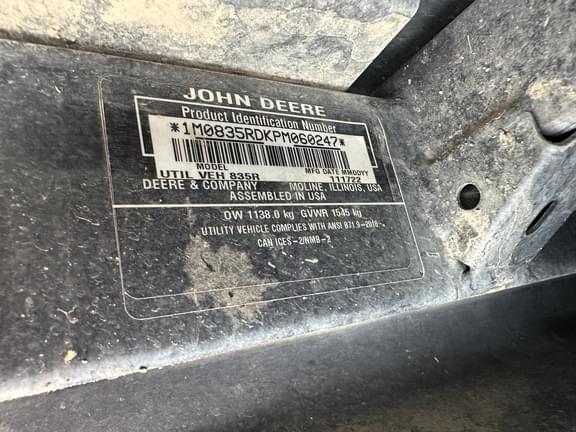 JOHN DEERE
Product Identification Number
*1M0835RDKPM060247*
MODEL MFG DATE MMDDYY
UTIL VEH 835R 111722
DEERE & COMPANY MOLINE, ILLINOIS, USA
ASSEMBLED IN USA
OW 1138.0 kg GVWR 1545 kg
UTILITY VEHICLE COMPLIES WITH ANSI B71.9-2016
CAN ICES-2/NMB-2